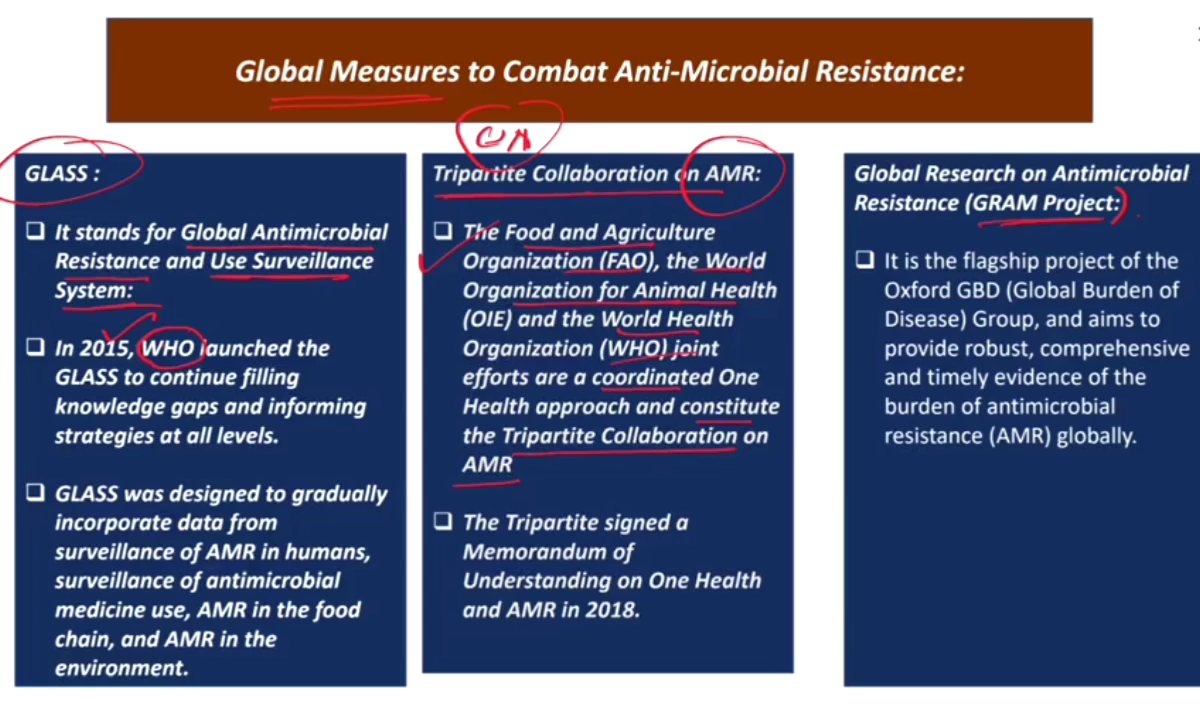 Global Measures to Combat Anti-Microbial Resistance:
GLASS :
❑ It stands for Global Antimicrobial
Resistance and Use Surveillance
System:
❑ In 2015, WHO launched the
GLASS to continue filling
knowledge gaps and informing
strategies at all levels.
❑ GLASS was designed to gradually
incorporate data from
surveillance of AMR in humans,
surveillance of antimicrobial
medicine use, AMR in the food
chain, and AMR in the
environment.
Tripartite Collaboration on AMR:
❑ The Food and Agriculture
Organization (FAO), the World
Organization for Animal Health
(OIE) and the World Health
Organization (WHO) joint
efforts are a coordinated One
Health approach and constitute
the Tripartite Collaboration on
AMR
❑ The Tripartite signed a
Memorandum of
Understanding on One Health
and AMR in 2018.
Global Research on Antimicrobial
Resistance (GRAM Project:
❑ It is the flagship project of the
Oxford GBD (Global Burden of
Disease) Group, and aims to
provide robust, comprehensive
and timely evidence of the
burden of antimicrobial
resistance (AMR) globally.